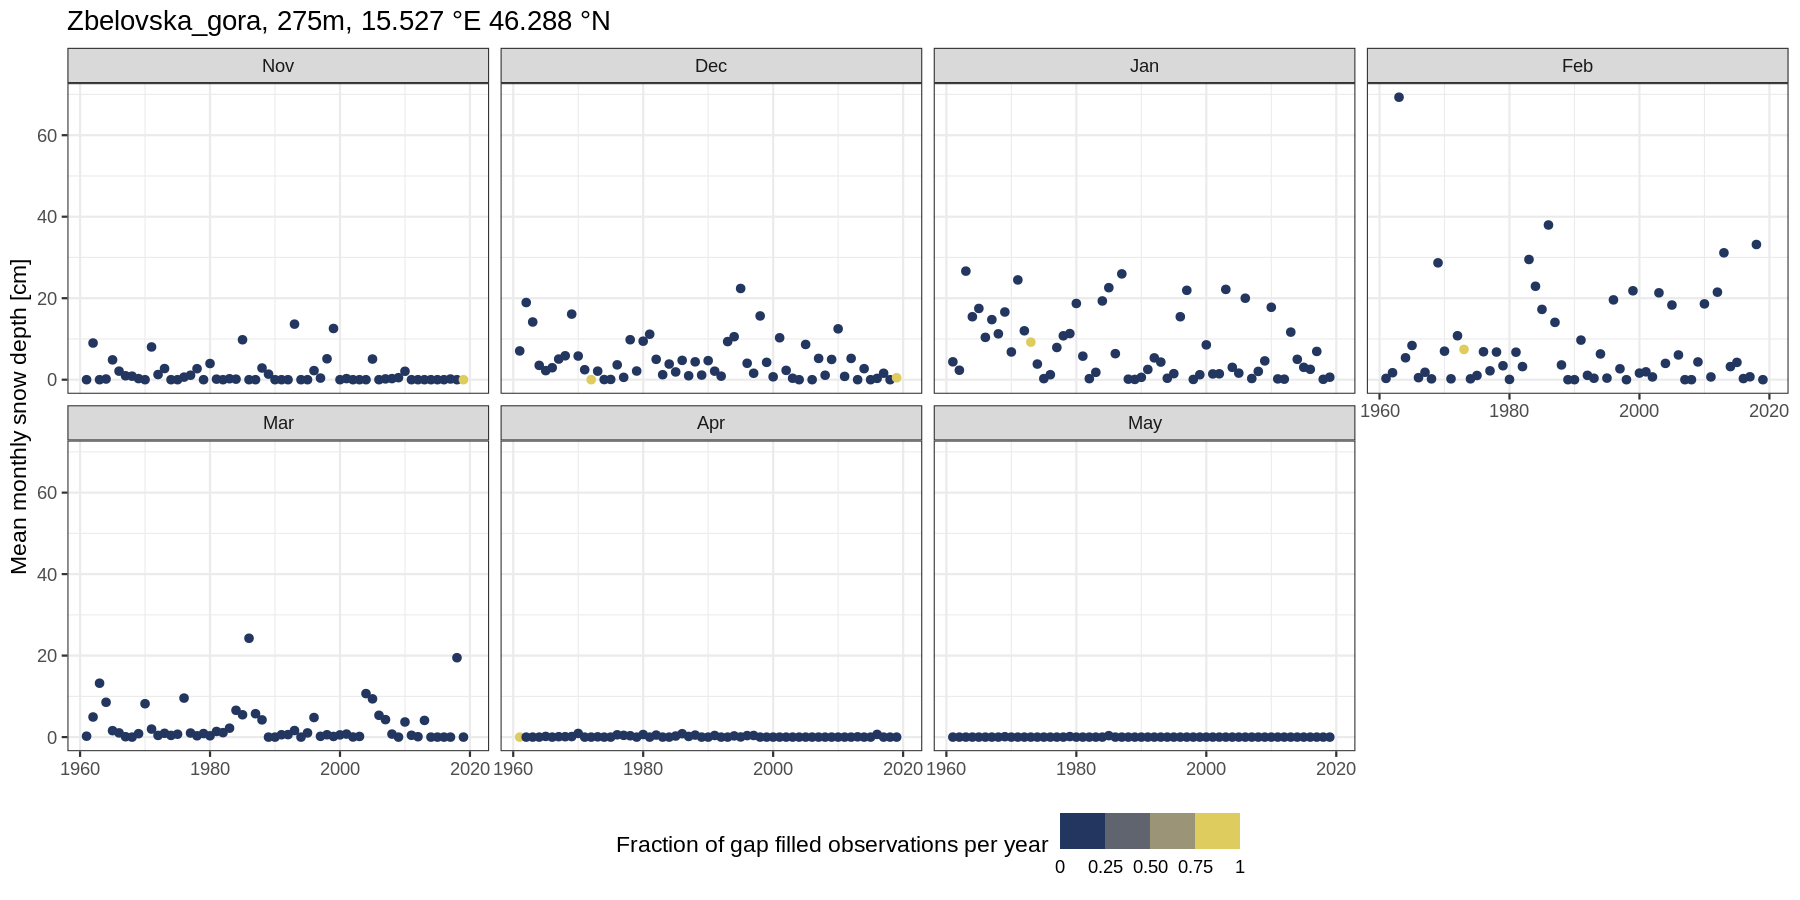 Zbelovska_gora, 275m, 15.527 °E 46.288 °N
Nov
Dec
Jan
Feb
60
40
20
0
1960 1980 2000 2020
Mar
Apr
May
60
40
20
0
1960 1980 2000 2020
1960 1980 2000 2020
1960 1980 2000 2020
Mean monthly snow depth [cm]
Fraction of gap filled observations per year
0 0.25 0.50 0.75 1